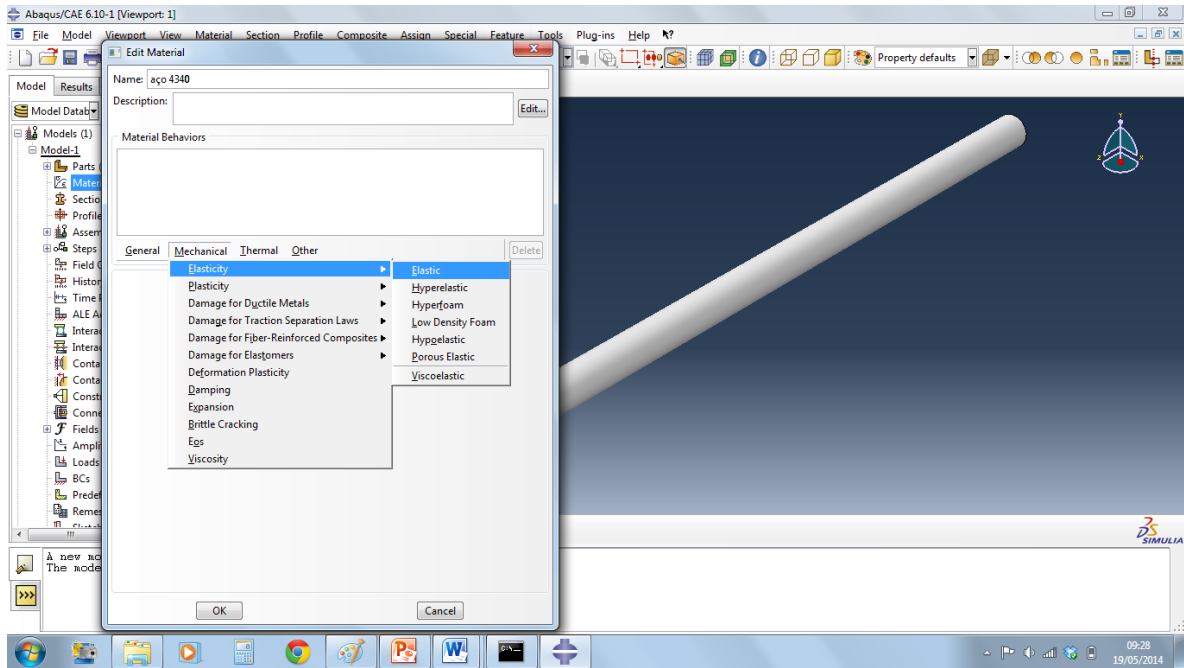 Abaqus/CAE 6.10-1 [Viewport: 1]
File Model Viewport View Material Section Profile Composite Assign Special Feature Tools Plug-ins Help
Edit Material
Property defaults
Name: aço 4340
Model Results
Description:
Edit...
Model Datab
Material Behaviors
Models (1)
Model-1
Parts (
Mater
Sectio
Profile
Assem
Steps
Field O
Histor
Time P
ALE A
Intera
Intera
Conta
Conta
Const
Conne
Fields
Ampli
Loads
BCs
Predef
Remes
General Mechanical Thermal Other Delete
Elasticity
Plasticity
Damage for Ductile Metals
Damage for Traction Separation Laws
Damage for Fiber-Reinforced Composites
Damage for Elastomers
Deformation Plasticity
Damping
Expansion
Brittle Cracking
Eos
Viscosity
Elastic
Hyperelastic
Hyperfoam
Low Density Foam
Hypoelastic
Porous Elastic
Viscoelastic
Y
Z X
SIMULIA
A new mo
The mode
OK Cancel
09:28
19/05/2014